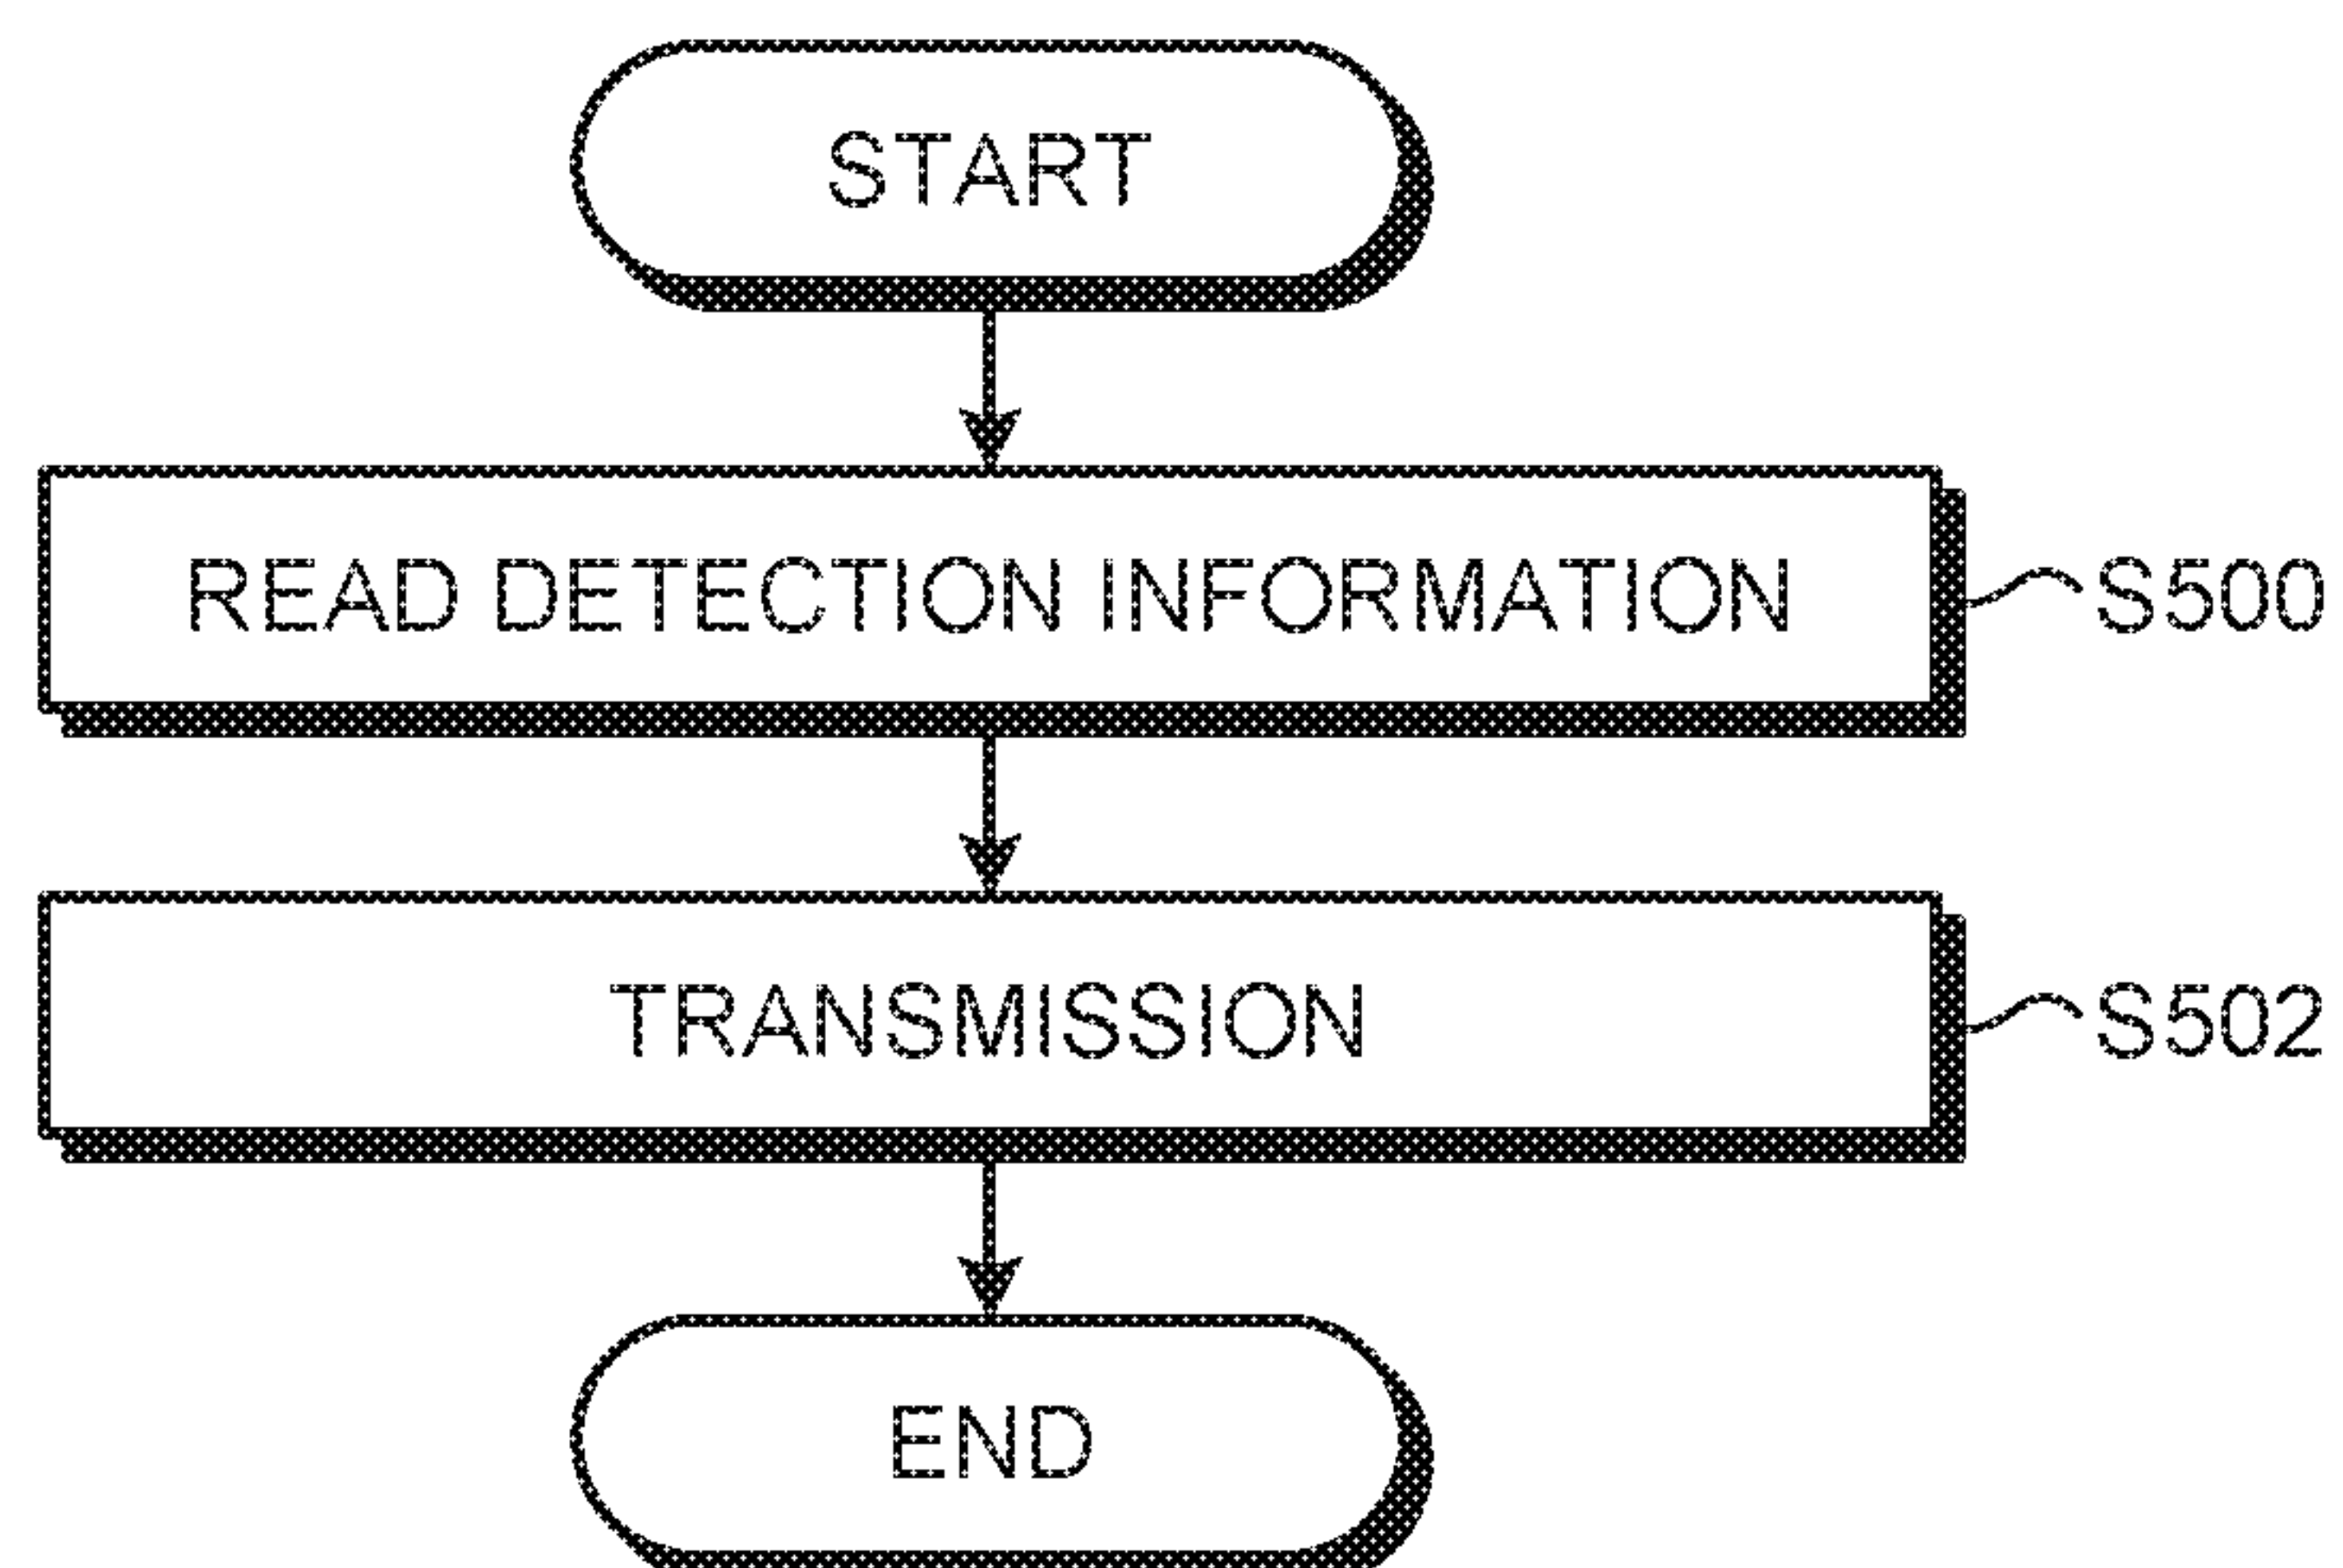 START
READ DETECTION INFORMATION S500
TRANSMISSION S502
END